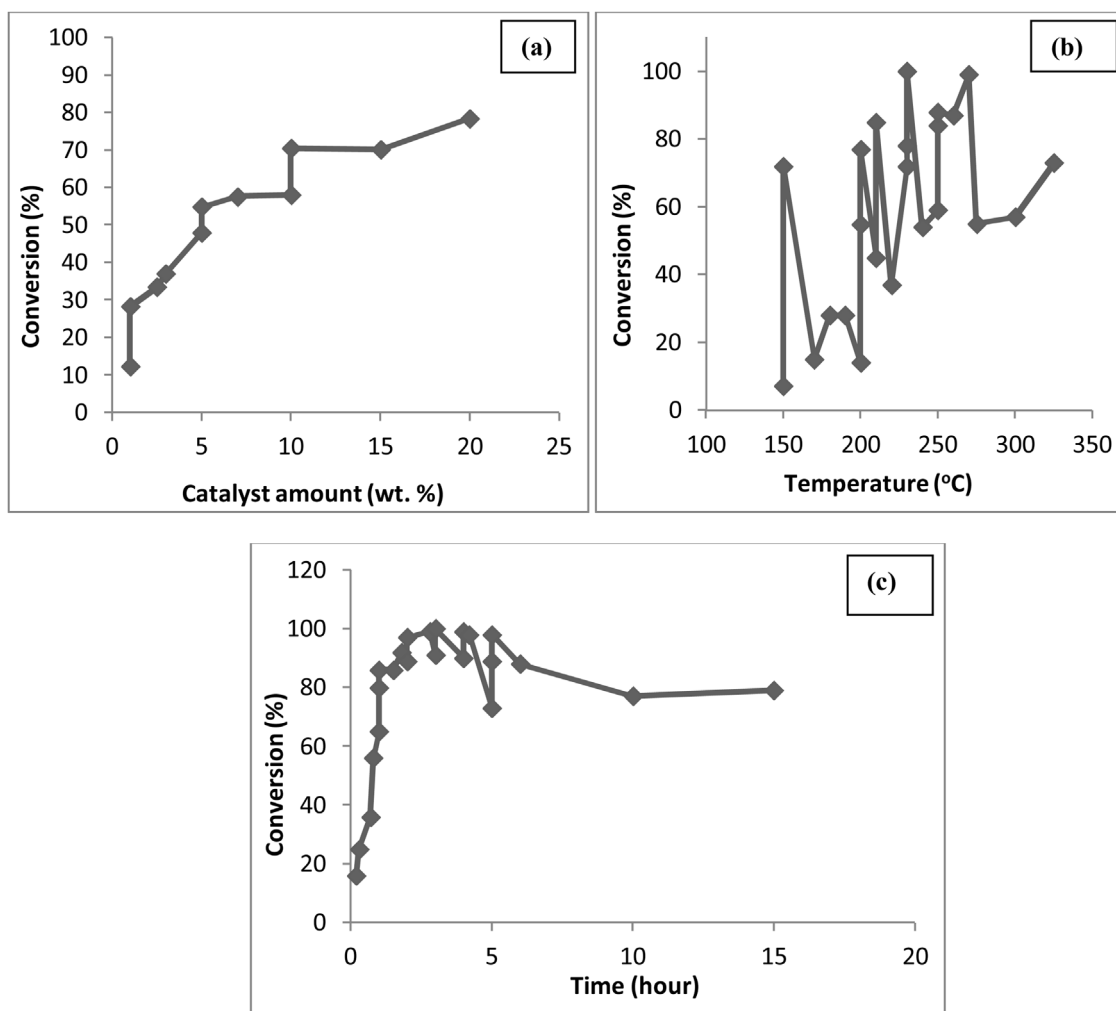 (a)
100
90
80
70
60
50
40
30
20
10
0
Conversion (%)
0 5 10 15 20 25
Catalyst amount (wt. %)
(b)
100
80
60
40
20
0
Conversion (%)
100 150 200 250 300 350
Temperature (°C)
(c)
120
100
80
60
40
20
0
Conversion (%)
0 5 10 15 20
Time (hour)